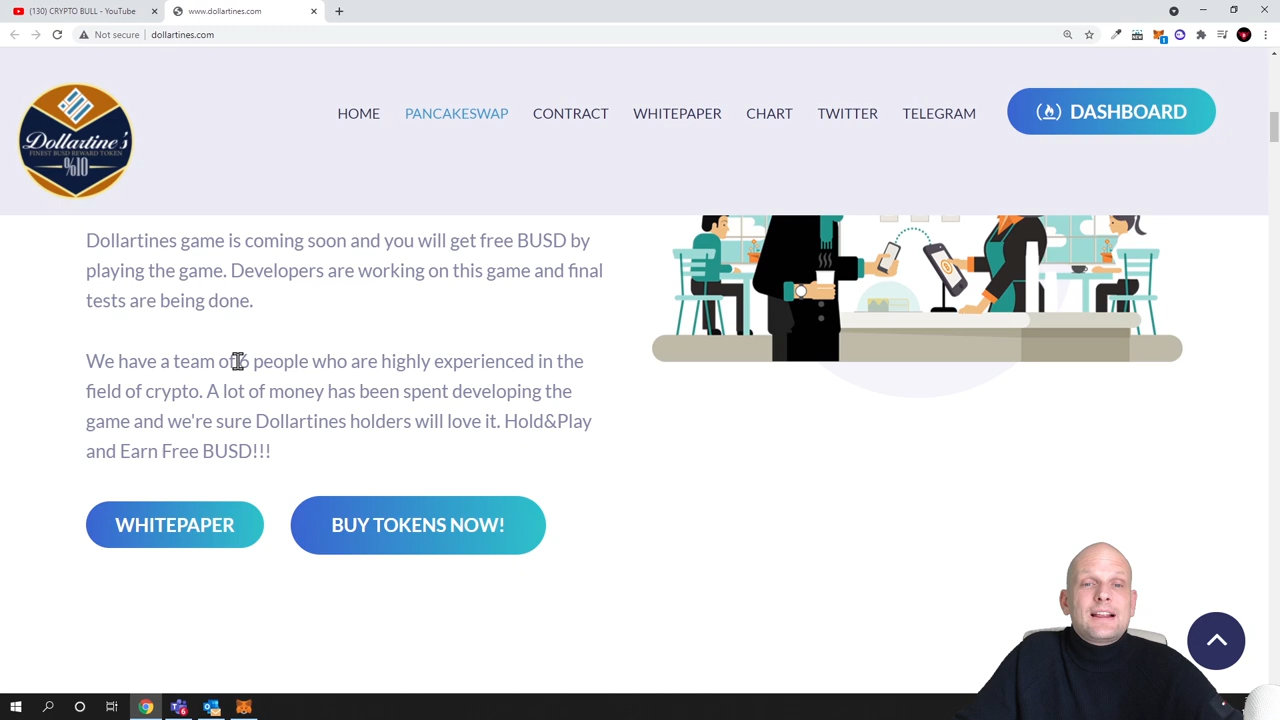 (130) CRYPTO BULL - YouTube
www.dollartines.com
Not secure
dollartines.com
HOME
PANCAKESWAP
CONTRACT
WHITEPAPER
CHART
TWITTER
TELEGRAM
DASHBOARD
Dollartine's
FINEST BUSD REWARD TOKEN
%10
Dollartines game is coming soon and you will get free BUSD by
playing the game. Developers are working on this game and final
tests are being done.
We have a team of 6 people who are highly experienced in the
field of crypto. A lot of money has been spent developing the
game and we're sure Dollartines holders will love it. Hold&Play
and Earn Free BUSD!!!
WHITEPAPER
BUY TOKENS NOW!